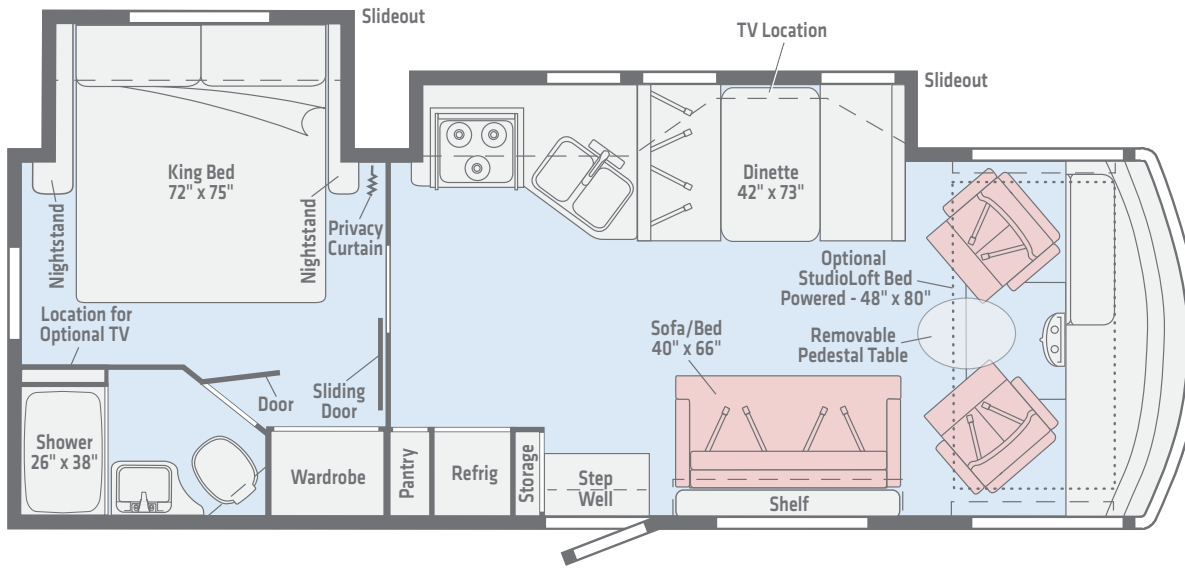 Slideout
TV Location
Slideout
King Bed
72" x 75"
Dinette
42" x 73"
Nightstand
Nightstand
Privacy
Curtain
Optional
StudioLoft Bed
Powered - 48" x 80"
Location for
Optional TV
Sofa/Bed
40" x 66"
Removable
Pedestal Table
Door
Sliding
Door
Shower
26" x 38"
Wardrobe
Pantry
Refrig
Storage
Step
Well
Shelf